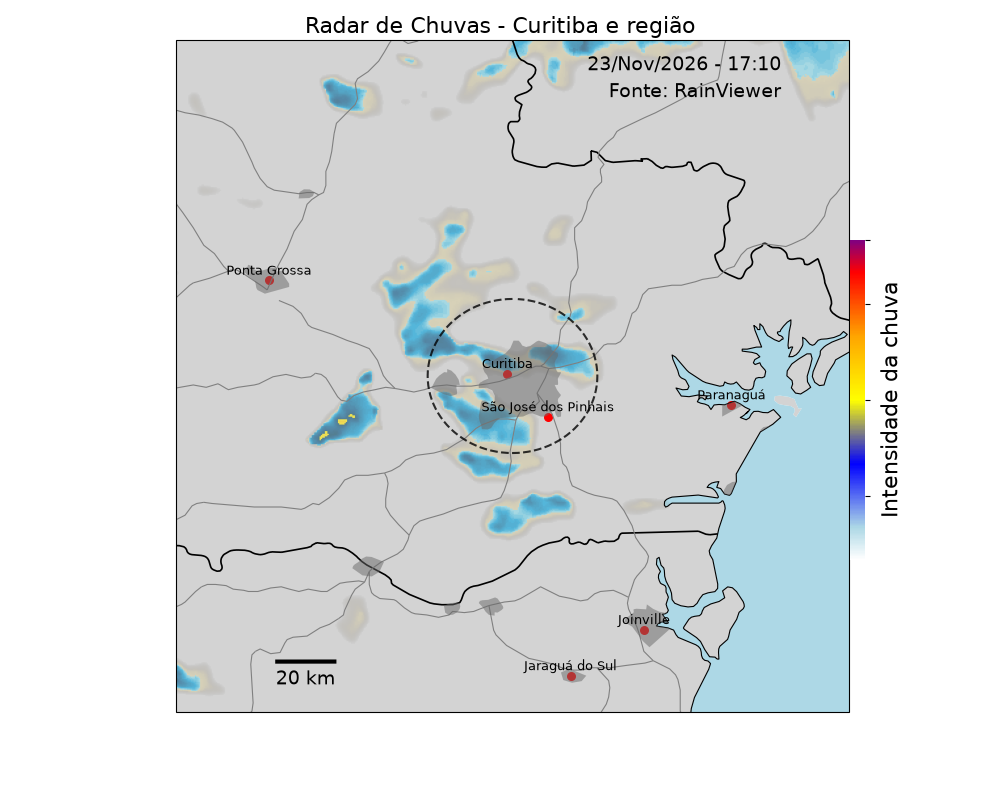 Radar de Chuvas - Curitiba e região
23/Nov/2026 - 17:10
Fonte: RainViewer
Ponta Grossa
Curitiba
Paranaguá
São José dos Pinhais
Intensidade da chuva
Joinville
Jaraguá do Sul
20 km